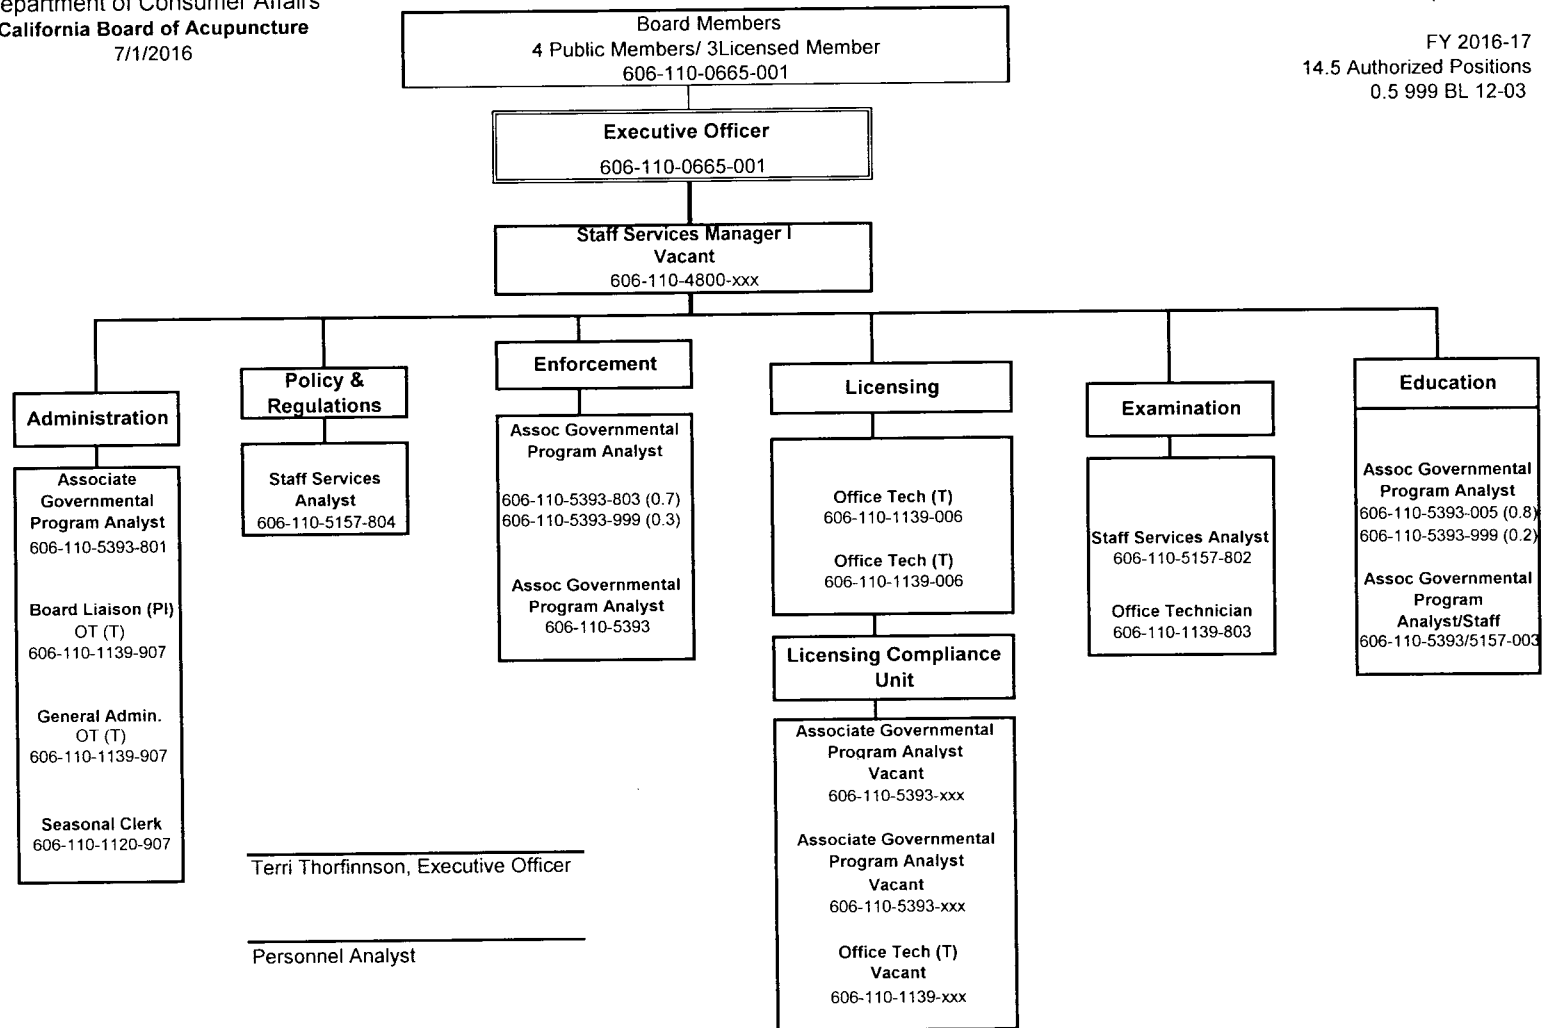 Department of Consumer Affairs
California Board of Acupuncture
7/1/2016
Board Members
4 Public Members/ 3Licensed Member
606-110-0665-001
FY 2016-17
14.5 Authorized Positions
0.5 999 BL 12-03
Executive Officer
606-110-0665-001
Staff Services Manager I
Vacant
606-110-4800-xxx
Administration
Associate
Governmental
Program Analyst
606-110-5393-801
Board Liaison (PI)
OT (T)
606-110-1139-907
General Admin.
OT (T)
606-110-1139-907
Seasonal Clerk
606-110-1120-907
Policy &
Regulations
Staff Services
Analyst
606-110-5157-804
Enforcement
Assoc Governmental
Program Analyst
606-110-5393-803 (0.7)
606-110-5393-999 (0.3)
Assoc Governmental
Program Analyst
606-110-5393
Licensing
Office Tech (T)
606-110-1139-006
Office Tech (T)
606-110-1139-006
Licensing Compliance
Unit
Associate Governmental
Program Analyst
Vacant
606-110-5393-xxx
Associate Governmental
Program Analyst
Vacant
606-110-5393-xxx
Office Tech (T)
Vacant
606-110-1139-xxx
Examination
Staff Services Analyst
606-110-5157-802
Office Technician
606-110-1139-803
Education
Assoc Governmental
Program Analyst
606-110-5393-005 (0.8)
606-110-5393-999 (0.2)
Assoc Governmental
Program
Analyst/Staff
606-110-5393/5157-003
Terri Thorfinnson, Executive Officer
Personnel Analyst